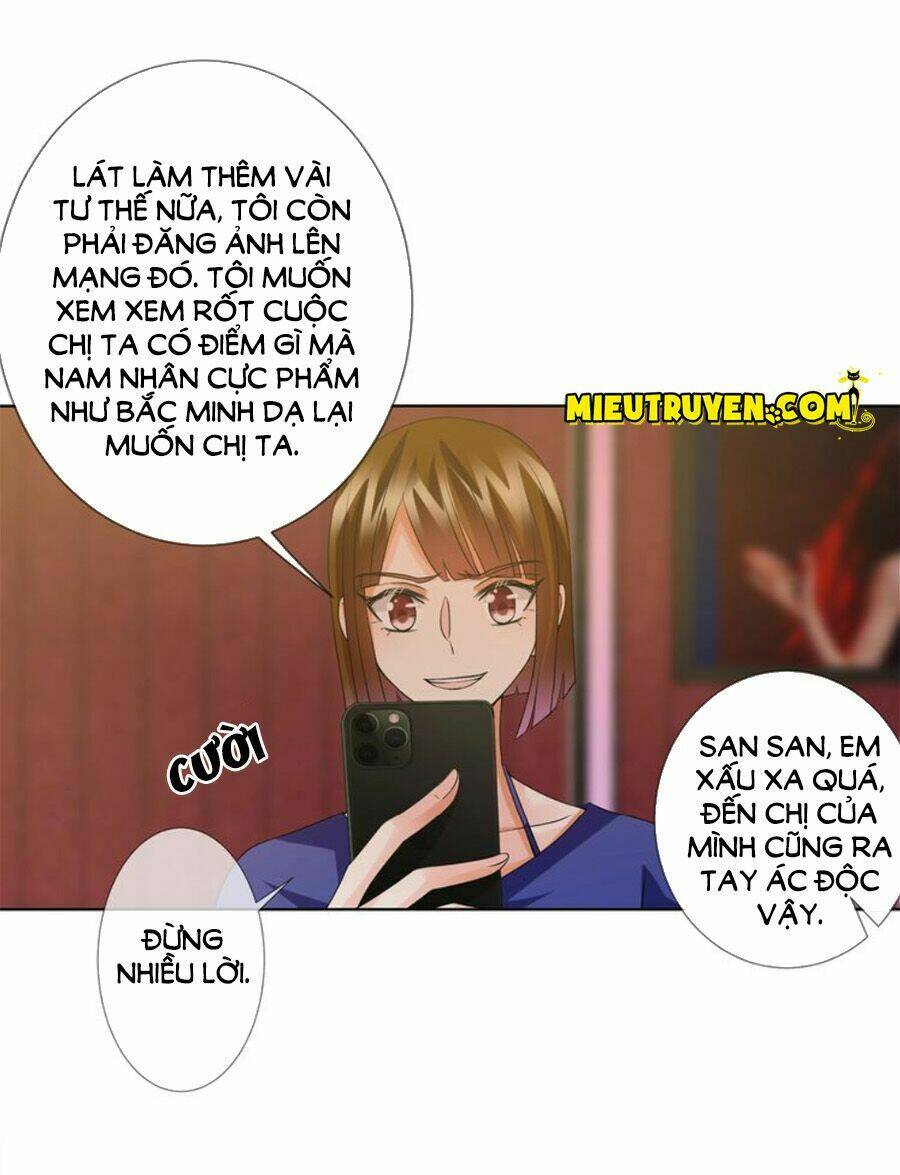 LÁT LÀM THÊM VÀI
TƯ THẾ NỮA, TÔI CÒN
PHẢI ĐĂNG ẢNH LÊN
MẠNG ĐÓ. TÔI MUỐN
XEM XEM RỐT CUỘC
CHỊ TA CÓ ĐIỂM GÌ MÀ
NAM NHÂN CỰC PHẨM
NHƯ BẮC MINH DẠ LẠI
MUỐN CHỊ TA.
MIEUTRUYEN.COM
CƯỜI
SAN SAN, EM
XẤU XA QUÁ,
ĐẾN CHỊ CỦA
MÌNH CŨNG RA
TAY ÁC ĐỘC
VẬY.
ĐỪNG
NHIỀU LỜI.